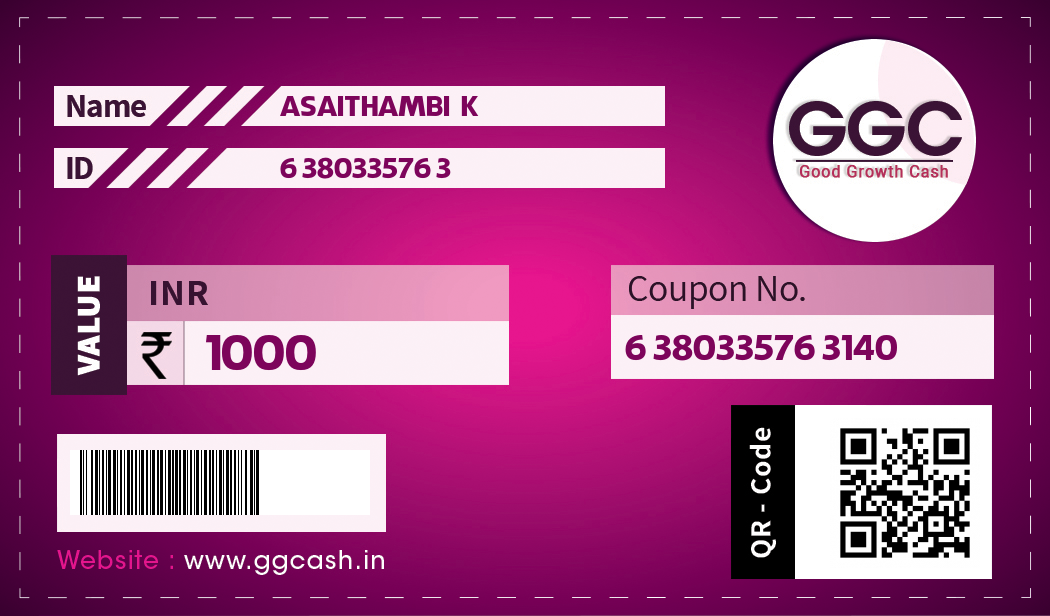 Name ASAITHAMBI K
ID 6 38033576 3
GGC
Good Growth Cash
VALUE
INR
₹ 1000
Coupon No.
6 38033576 3140
QR - Code
Website : www.ggcash.in